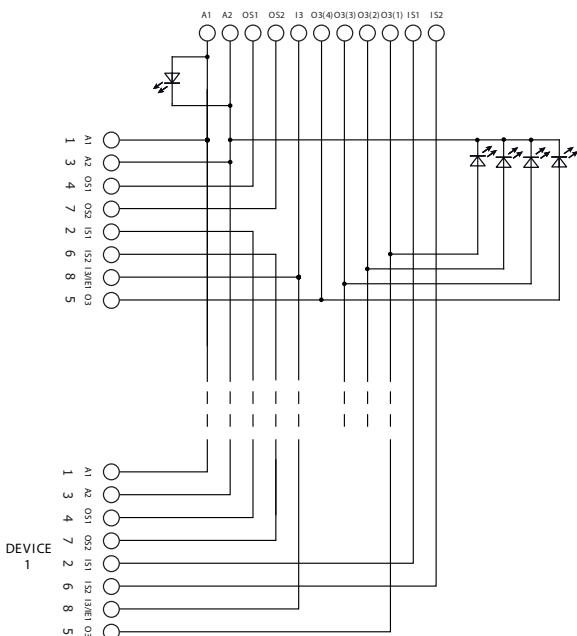 A1 A2 OS1 OS2 I3 O3(4) O3(3) O3(2) O3(1) IS1 IS2
1 A1
3 A2
4 OS1
7 OS2
2 IS1
6 IS2
8 I3/IE1
5 O3
1 A1
3 A2
4 OS1
7 OS2
2 IS1
6 IS2
8 I3/IE1
5 O3
DEVICE
1